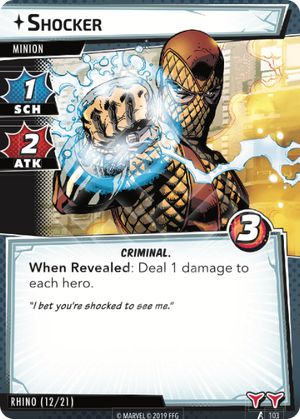 SHOCKER
MINION
1
SCH
2
ATK
3
CRIMINAL.
When Revealed: Deal 1 damage to
each hero.
"I bet you're shocked to see me."
RHINO (12/21)
© MARVEL © 2019 FFG
103